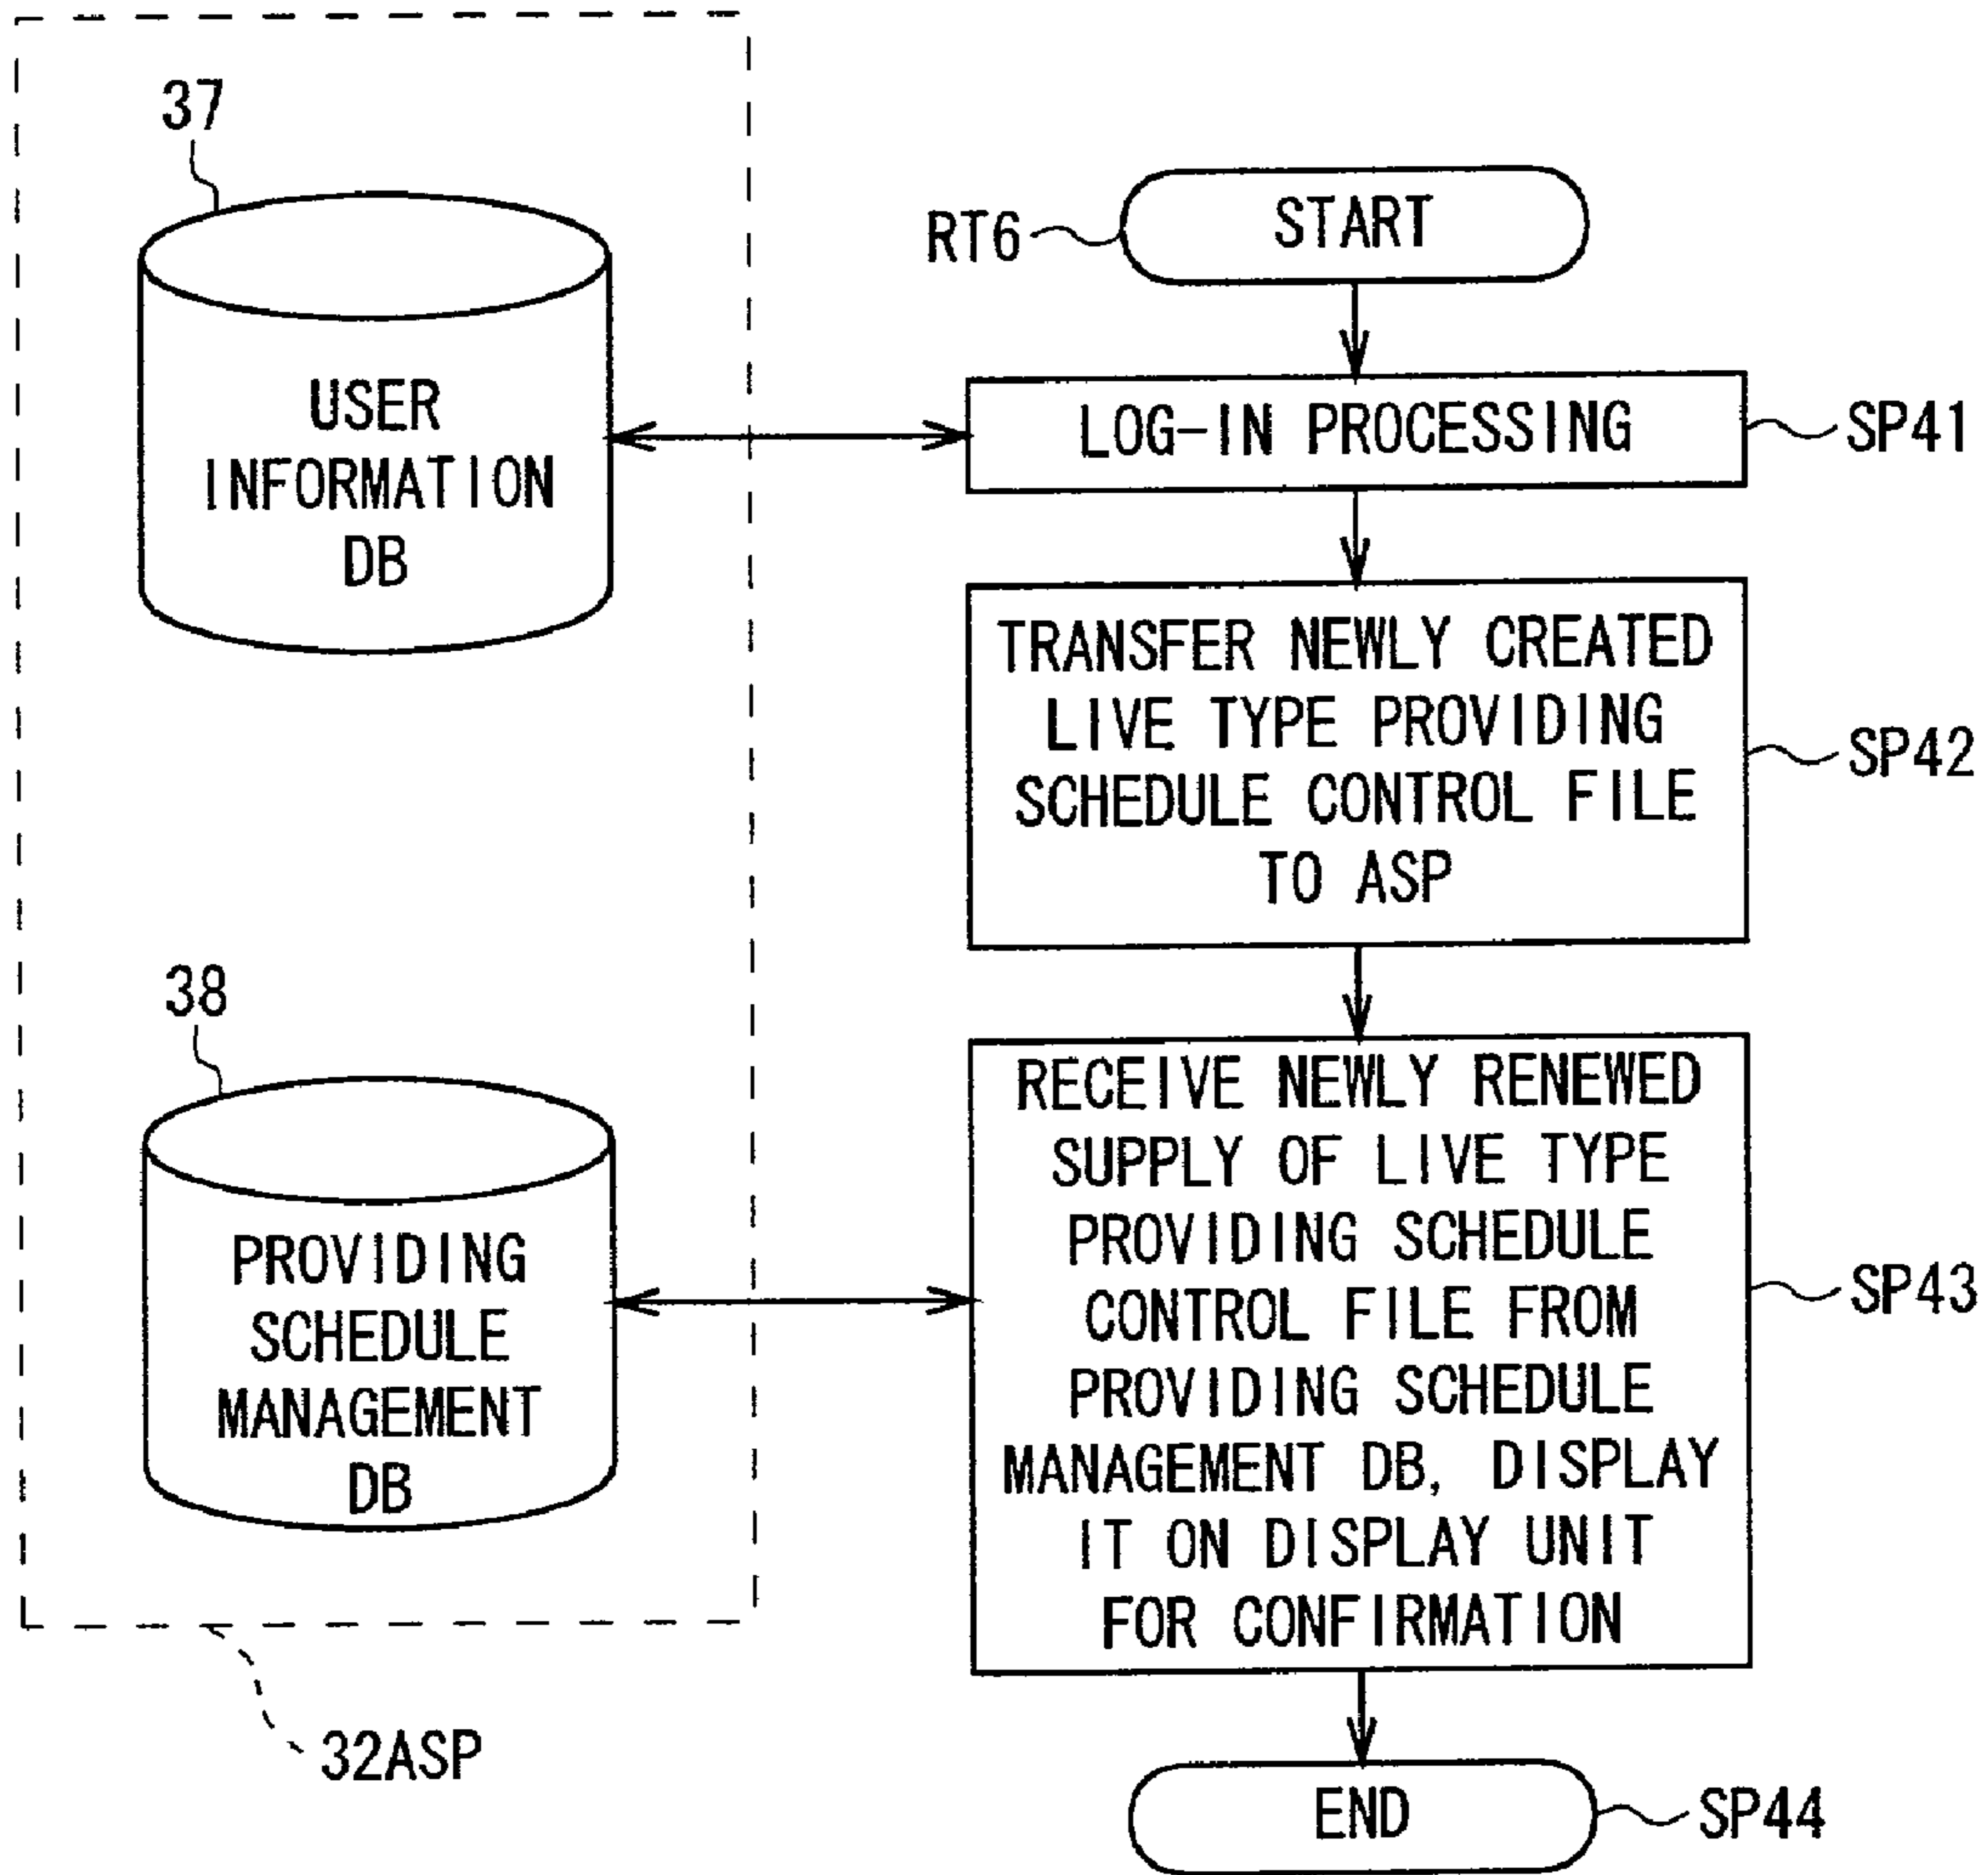 37
USER
INFORMATION
DB
38
PROVIDING
SCHEDULE
MANAGEMENT
DB
32ASP
RT6
START
LOG-IN PROCESSING
SP41
TRANSFER NEWLY CREATED
LIVE TYPE PROVIDING
SCHEDULE CONTROL FILE
TO ASP
SP42
RECEIVE NEWLY RENEWED
SUPPLY OF LIVE TYPE
PROVIDING SCHEDULE
CONTROL FILE FROM
PROVIDING SCHEDULE
MANAGEMENT DB, DISPLAY
IT ON DISPLAY UNIT
FOR CONFIRMATION
SP43
END
SP44